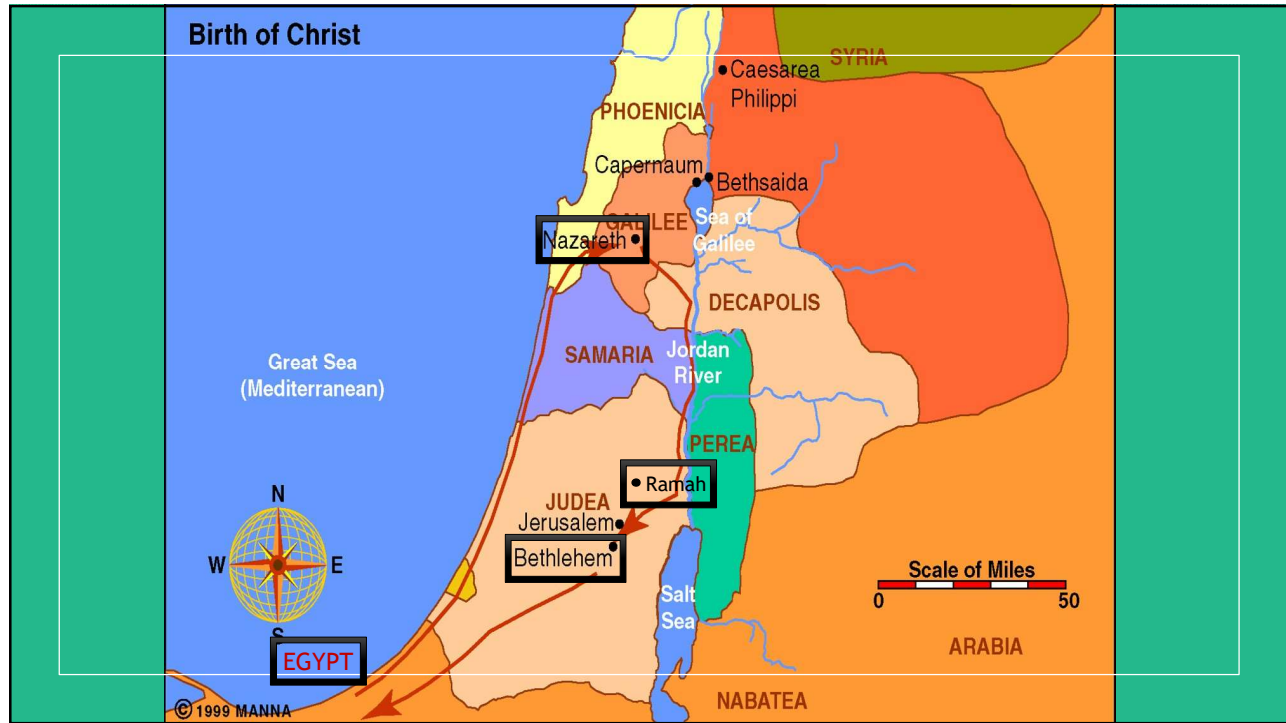 Birth of Christ
SYRIA
Caesarea
Philippi
PHOENICIA
Capernaum
Bethsaida
GALILEE
Sea of
Galilee
Nazareth
DECAPOLIS
SAMARIA
Jordan
River
Great Sea
(Mediterranean)
PEREA
Ramah
JUDEA
Jerusalem
Bethlehem
N
W
E
S
Scale of Miles
0
50
Salt
Sea
ARABIA
EGYPT
NABATEA
© 1999 MANNA